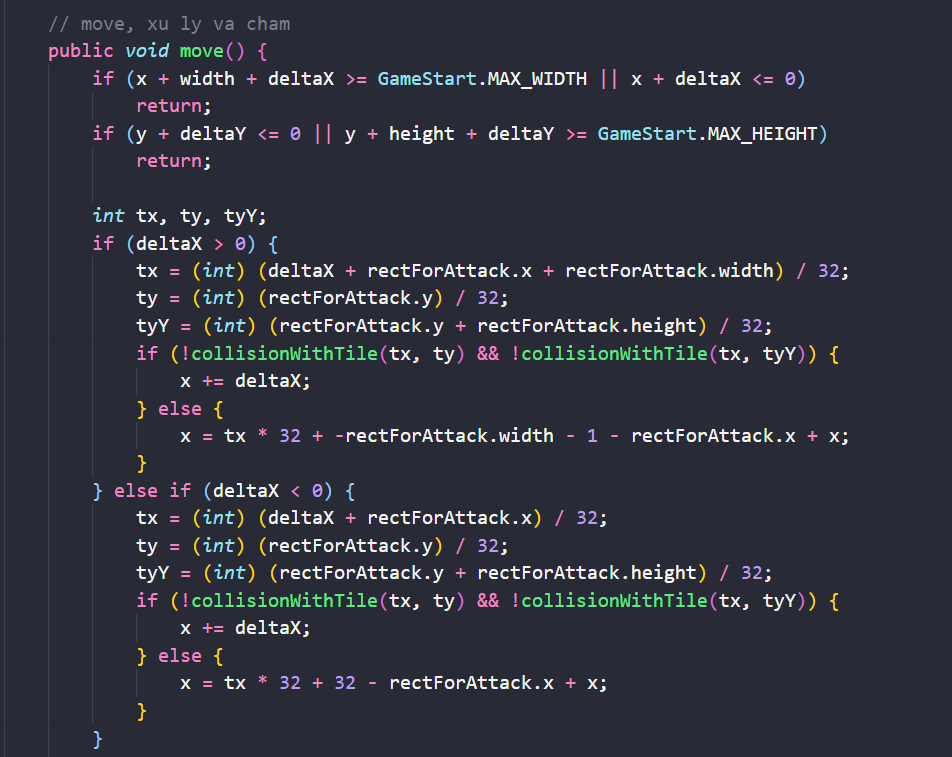 // move, xu ly va cham
public void move() {
    if (x + width + deltaX >= GameStart.MAX_WIDTH || x + deltaX <= 0)
        return;
    if (y + deltaY <= 0 || y + height + deltaY >= GameStart.MAX_HEIGHT)
        return;

    int tx, ty, tyY;
    if (deltaX > 0) {
        tx = (int) (deltaX + rectForAttack.x + rectForAttack.width) / 32;
        ty = (int) (rectForAttack.y) / 32;
        tyY = (int) (rectForAttack.y + rectForAttack.height) / 32;
        if (!collisionWithTile(tx, ty) && !collisionWithTile(tx, tyY)) {
            x += deltaX;
        } else {
            x = tx * 32 + -rectForAttack.width - 1 - rectForAttack.x + x;
        }
    } else if (deltaX < 0) {
        tx = (int) (deltaX + rectForAttack.x) / 32;
        ty = (int) (rectForAttack.y) / 32;
        tyY = (int) (rectForAttack.y + rectForAttack.height) / 32;
        if (!collisionWithTile(tx, ty) && !collisionWithTile(tx, tyY)) {
            x += deltaX;
        } else {
            x = tx * 32 + 32 - rectForAttack.x + x;
        }
    }